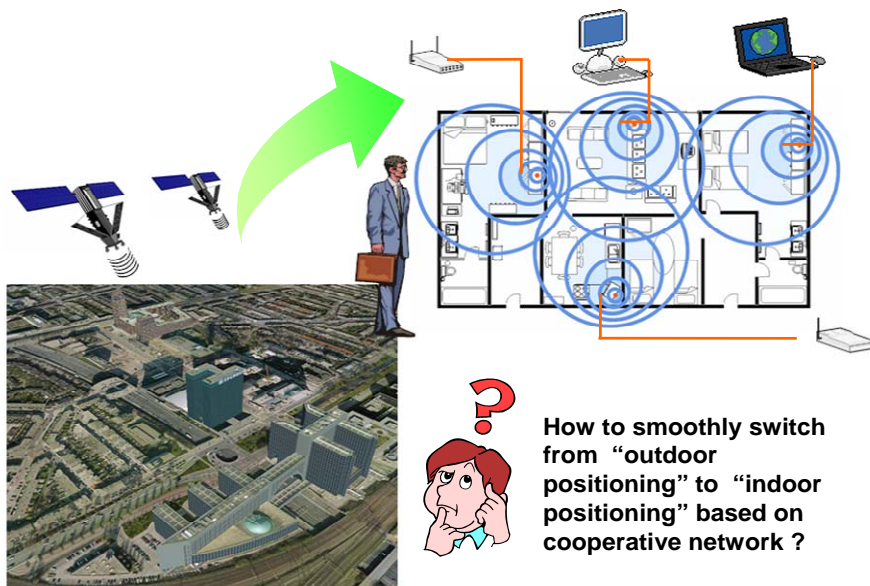 How to smoothly switch
from “outdoor
positioning” to “indoor
positioning” based on
cooperative network ?